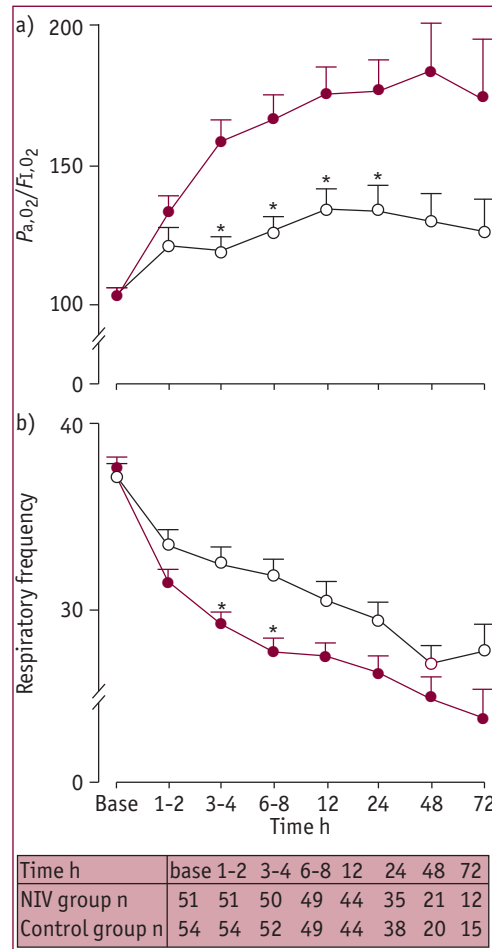 a)
200
150
100
0
Pa,O2/FI,O2
* * * *
b)
40
30
0
Respiratory frequency
* *
Base 1-2 3-4 6-8 12 24 48 72
Time h
Time h base 1-2 3-4 6-8 12 24 48 72
NIV group n 51 51 50 49 44 35 21 12
Control group n 54 54 52 49 44 38 20 15